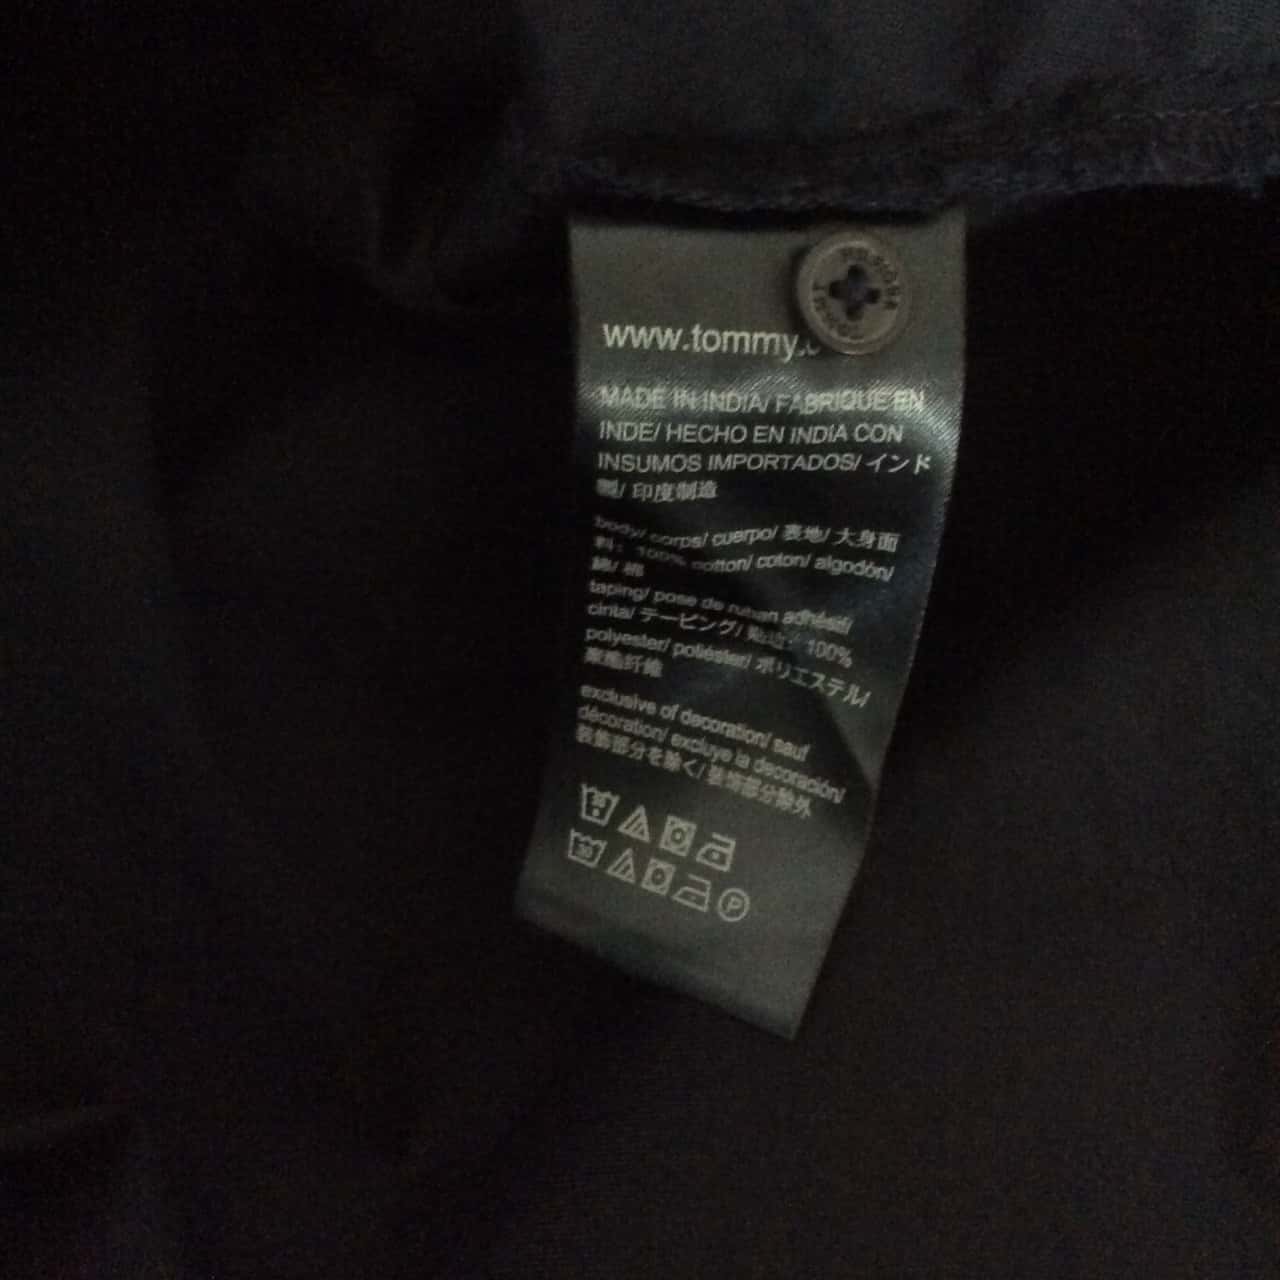 www.tommy.c
MADE IN INDIA/ FABRIQUE EN
INDE/ HECHO EN INDIA CON
INSUMOS IMPORTADOS/ インド
製/ 印度制造
body/ corps/ cuerpo/ 表地/ 大身面
料: 100% cotton/ coton/ algodón/
綿/ 棉
taping/ pose de ruban adhésif/
cinta/ テーピング/ 100%
polyester/ poliéster/ ポリエステル/
聚酯纤维
exclusive of decoration/ sauf
décoration/ excluye la decoración/
装飾部分を除く/ 装饰部分除外
30
30
P